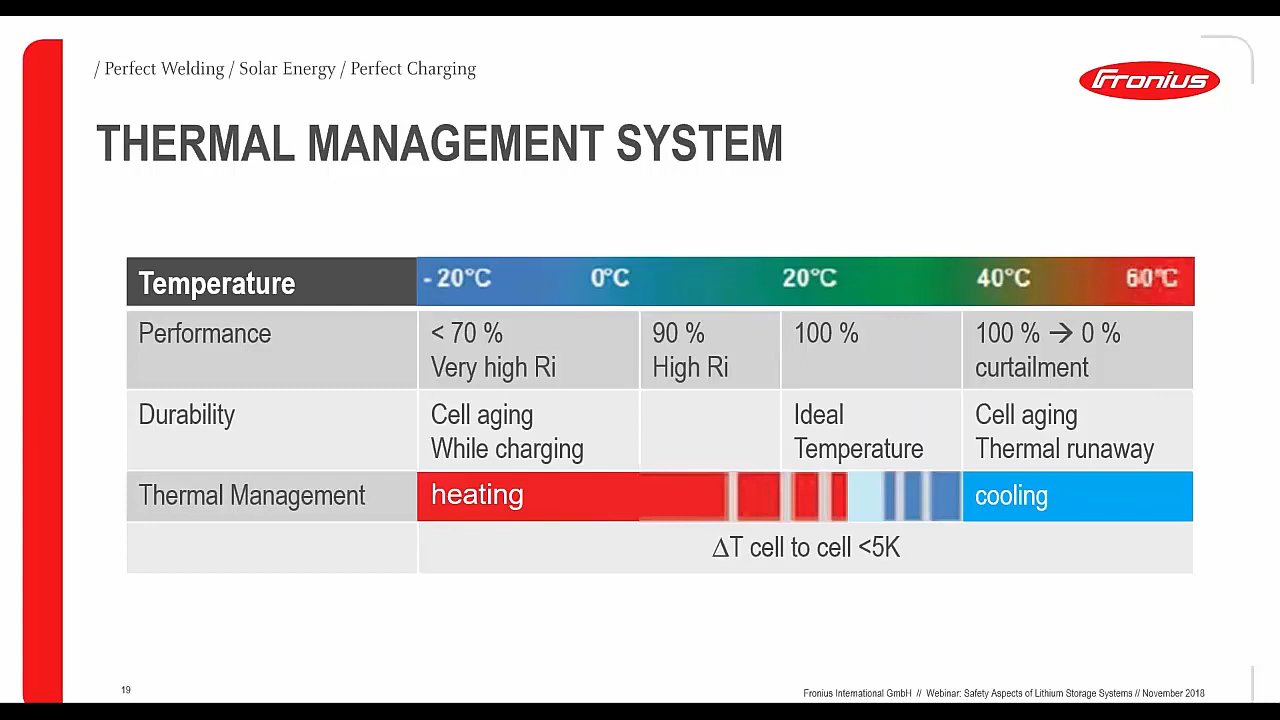 / Perfect Welding / Solar Energy / Perfect Charging
Fronius
THERMAL MANAGEMENT SYSTEM
Temperature - 20°C 0°C 20°C 40°C 60°C
Performance
< 70 %
Very high Ri
90 %
High Ri
100 %
100 % → 0 %
curtailment
Durability
Cell aging
While charging
Ideal
Temperature
Cell aging
Thermal runaway
Thermal Management heating cooling
ΔT cell to cell <5K
19
Fronius International GmbH // Webinar: Safety Aspects of Lithium Storage Systems // November 2018